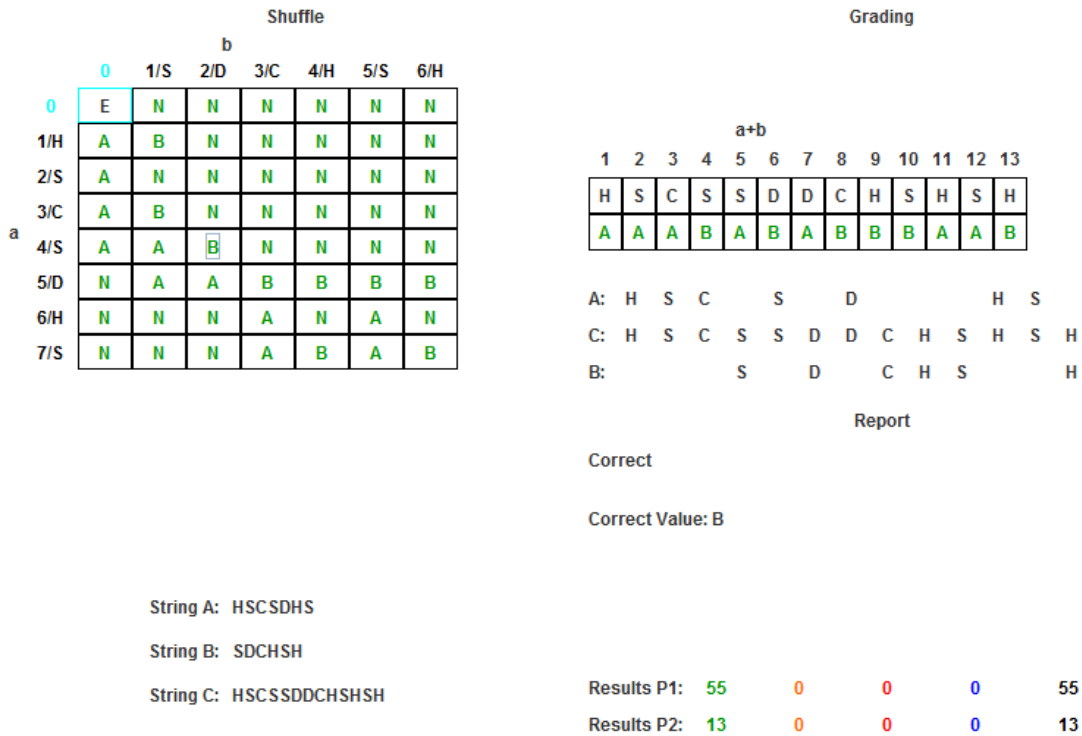 Shuffle
b
0 1/S 2/D 3/C 4/H 5/S 6/H
0 E N N N N N N
1/H A B N N N N N
2/S A N N N N N N
3/C A B N N N N N
a
4/S A A B N N N N
5/D N A A B B B B
6/H N N N A N A N
7/S N N N A B A B
String A: HSCSDHS
String B: SDCHSH
String C: HSCSSDDCHSHSH
Grading
a+b
1 2 3 4 5 6 7 8 9 10 11 12 13
H S C S S D D C H S H S H
A A A B A B A B B B A A B
A: H S C S D H S
C: H S C S S D D C H S H S H
B: S D C H S H
Report
Correct
Correct Value: B
Results P1: 55 0 0 0 55
Results P2: 13 0 0 0 13